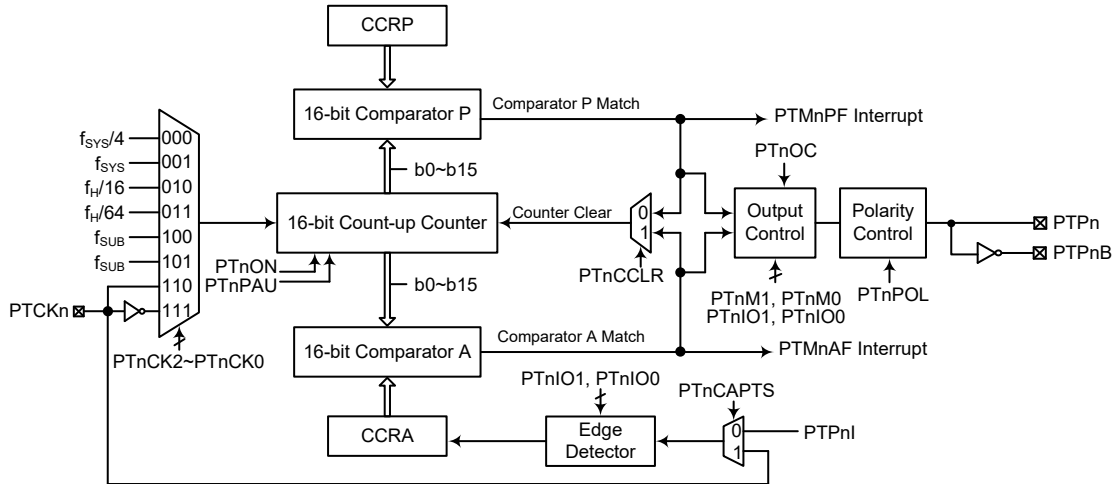 CCRP
16-bit Comparator P
Comparator P Match
PTMnPF Interrupt
fSYS/4
000
fSYS
001
fH/16
010
fH/64
011
fSUB
100
fSUB
101
110
PTCKn
111
PTnCK2~PTnCK0
b0~b15
16-bit Count-up Counter
Counter Clear
0
1
PTnCCLR
PTnOC
Output
Control
Polarity
Control
PTPn
PTPnB
PTnON
PTnPAU
b0~b15
PTnM1, PTnM0
PTnIO1, PTnIO0
PTnPOL
16-bit Comparator A
Comparator A Match
PTMnAF Interrupt
PTnIO1, PTnIO0
PTnCAPTS
CCRA
Edge
Detector
0
1
PTPnI